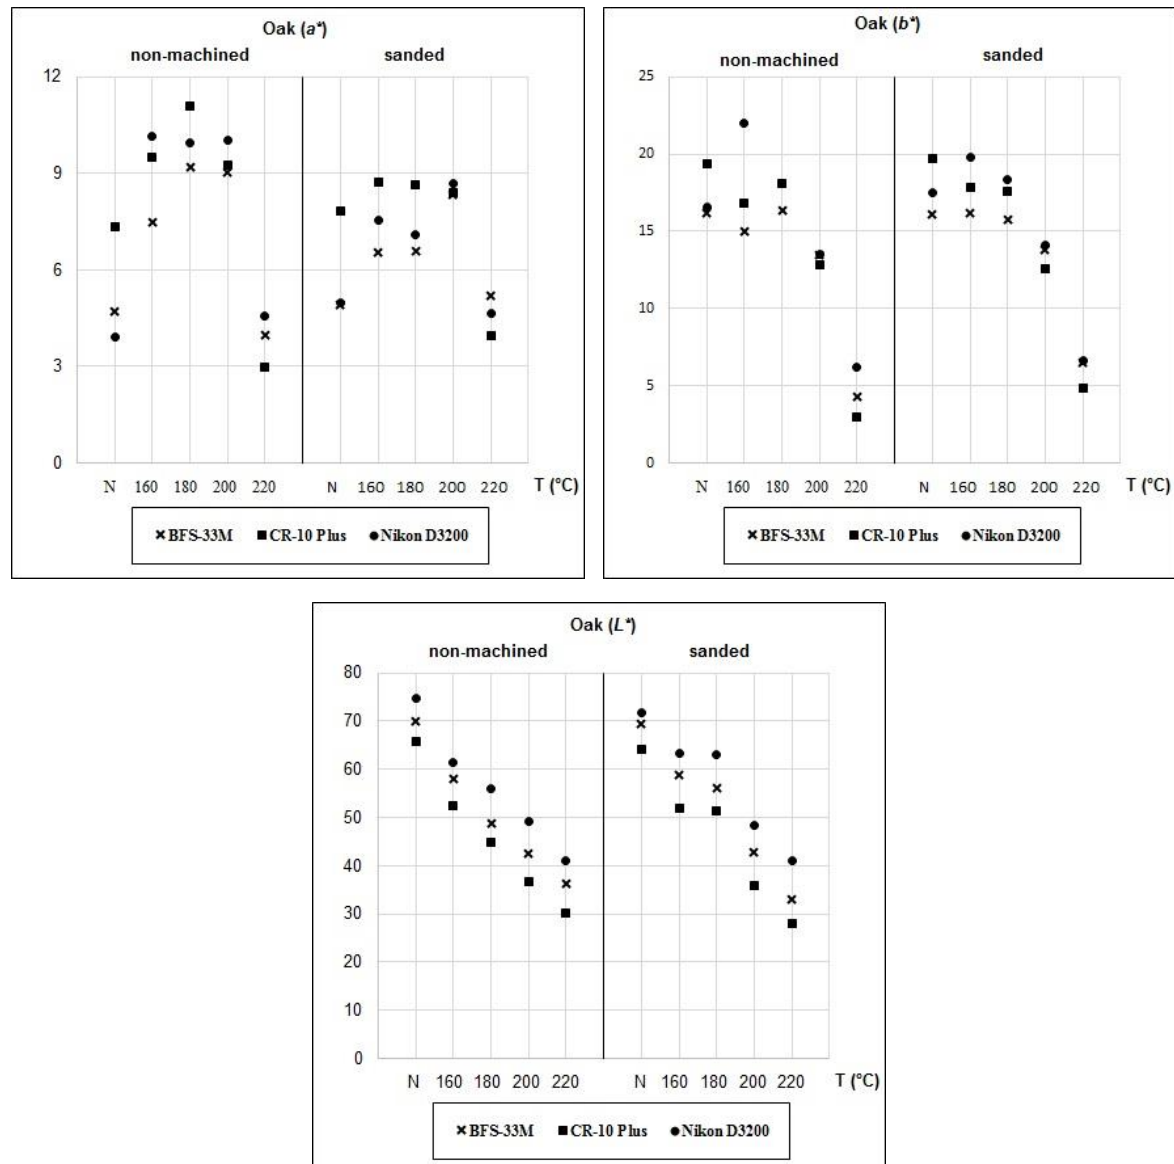 Oak (a*)
non-machined sanded
12
9
6
3
0
N 160 180 200 220 N 160 180 200 220 T (°C)
BFS-33M CR-10 Plus Nikon D3200
Oak (b*)
non-machined sanded
25
20
15
10
5
0
N 160 180 200 220 N 160 180 200 220 T (°C)
BFS-33M CR-10 Plus Nikon D3200
Oak (L*)
non-machined sanded
80
70
60
50
40
30
20
10
0
N 160 180 200 220 N 160 180 200 220 T (°C)
BFS-33M CR-10 Plus Nikon D3200